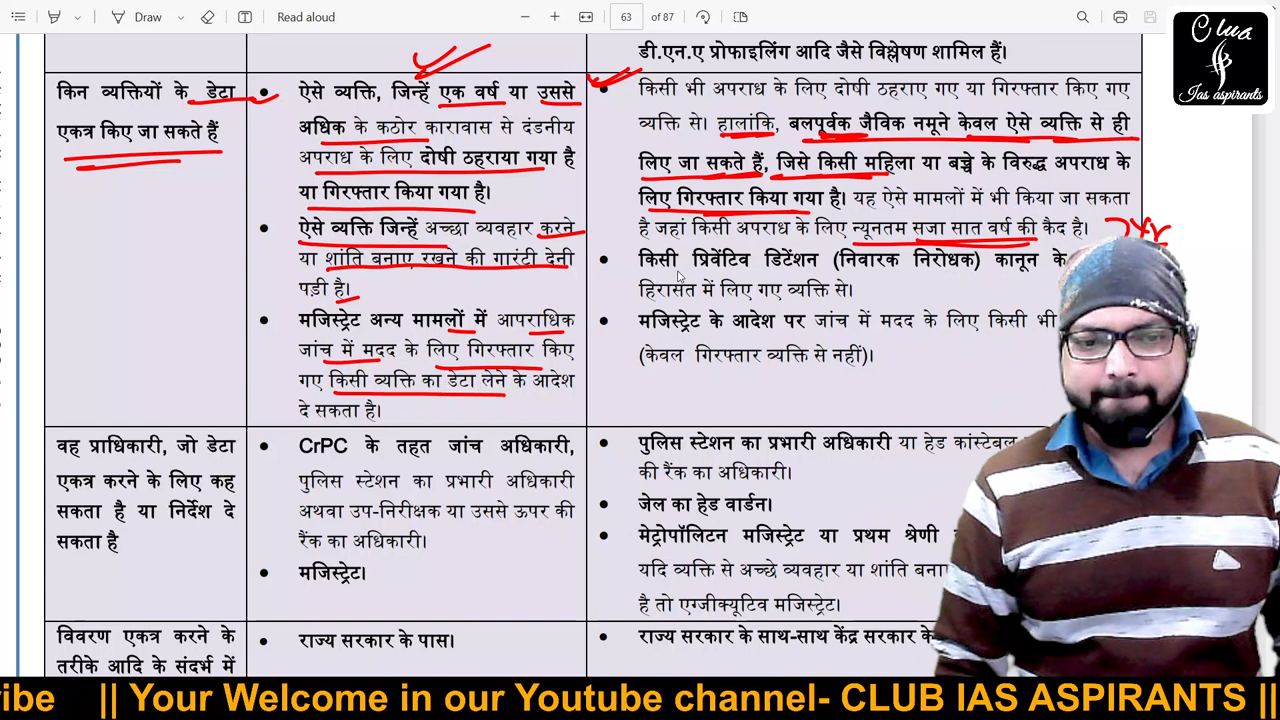 Draw
Read aloud
63
of 87
Club
Ias aspirants
डी.एन.ए प्रोफाइलिंग आदि जैसे विश्लेषण शामिल हैं।
किन व्यक्तियों के डेटा
एकत्र किए जा सकते हैं
ऐसे व्यक्ति, जिन्हें एक वर्ष या उससे
अधिक के कठोर कारावास से दंडनीय
अपराध के लिए दोषी ठहराया गया है
या गिरफ्तार किया गया है।
ऐसे व्यक्ति जिन्हें अच्छा व्यवहार करने
या शांति बनाए रखने की गारंटी देनी
पड़ी है।
मजिस्ट्रेट अन्य मामलों में आपराधिक
जांच में मदद के लिए गिरफ्तार किए
गए किसी व्यक्ति का डेटा लेने के आदेश
दे सकता है।
किसी भी अपराध के लिए दोषी ठहराए गए या गिरफ्तार किए गए
व्यक्ति से। हालांकि, बलपूर्वक जैविक नमूने केवल ऐसे व्यक्ति से ही
लिए जा सकते हैं, जिसे किसी महिला या बच्चे के विरुद्ध अपराध के
लिए गिरफ्तार किया गया है। यह ऐसे मामलों में भी किया जा सकता
है जहां किसी अपराध के लिए न्यूनतम सजा सात वर्ष की कैद है।
किसी प्रिवेंटिव डिटेंशन (निवारक निरोधक) कानून के
हिरासत में लिए गए व्यक्ति से।
मजिस्ट्रेट के आदेश पर जांच में मदद के लिए किसी भी
(केवल गिरफ्तार व्यक्ति से नहीं)।
वह प्राधिकारी, जो डेटा
एकत्र करने के लिए कह
सकता है या निर्देश दे
सकता है
CrPC के तहत जांच अधिकारी,
पुलिस स्टेशन का प्रभारी अधिकारी
अथवा उप-निरीक्षक या उससे ऊपर की
रैंक का अधिकारी।
मजिस्ट्रेट।
पुलिस स्टेशन का प्रभारी अधिकारी या हेड कांस्टेबल
की रैंक का अधिकारी।
जेल का हेड वार्डन।
मेट्रोपॉलिटन मजिस्ट्रेट या प्रथम श्रेणी
यदि व्यक्ति से अच्छे व्यवहार या शांति बना
है तो एग्जीक्यूटिव मजिस्ट्रेट।
विवरण एकत्र करने के
तरीके आदि के संदर्भ में
राज्य सरकार के पास।
राज्य सरकार के साथ-साथ केंद्र सरकार के
ibe || Your Welcome in our Youtube channel- CLUB IAS ASPIRANTS ||